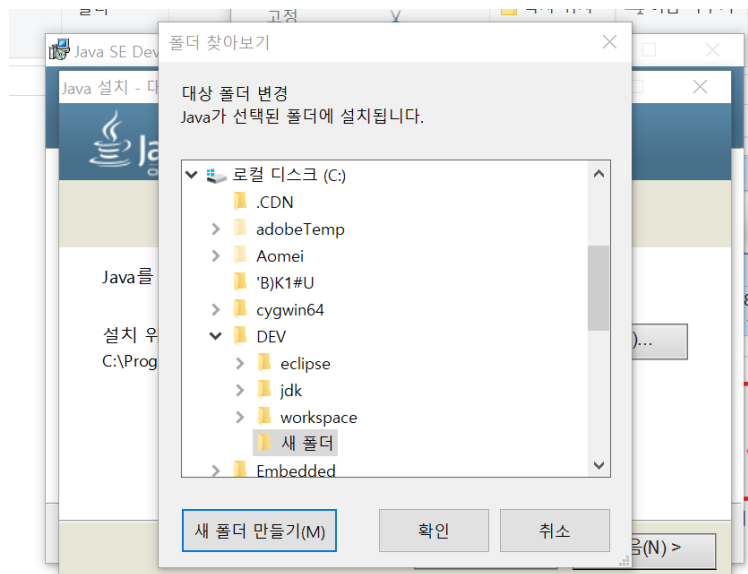 고정
Java SE Dev
폴더 찾아보기
Java 설치 - 대
대상 폴더 변경
Java가 선택된 폴더에 설치됩니다.
로컬 디스크 (C:)
.CDN
adobeTemp
Aomei
'B)K1#U
Java를
cygwin64
설치 위
DEV
)...
C:\Prog
eclipse
jdk
workspace
새 폴더
Embedded
새 폴더 만들기(M)
확인
취소
음(N) >